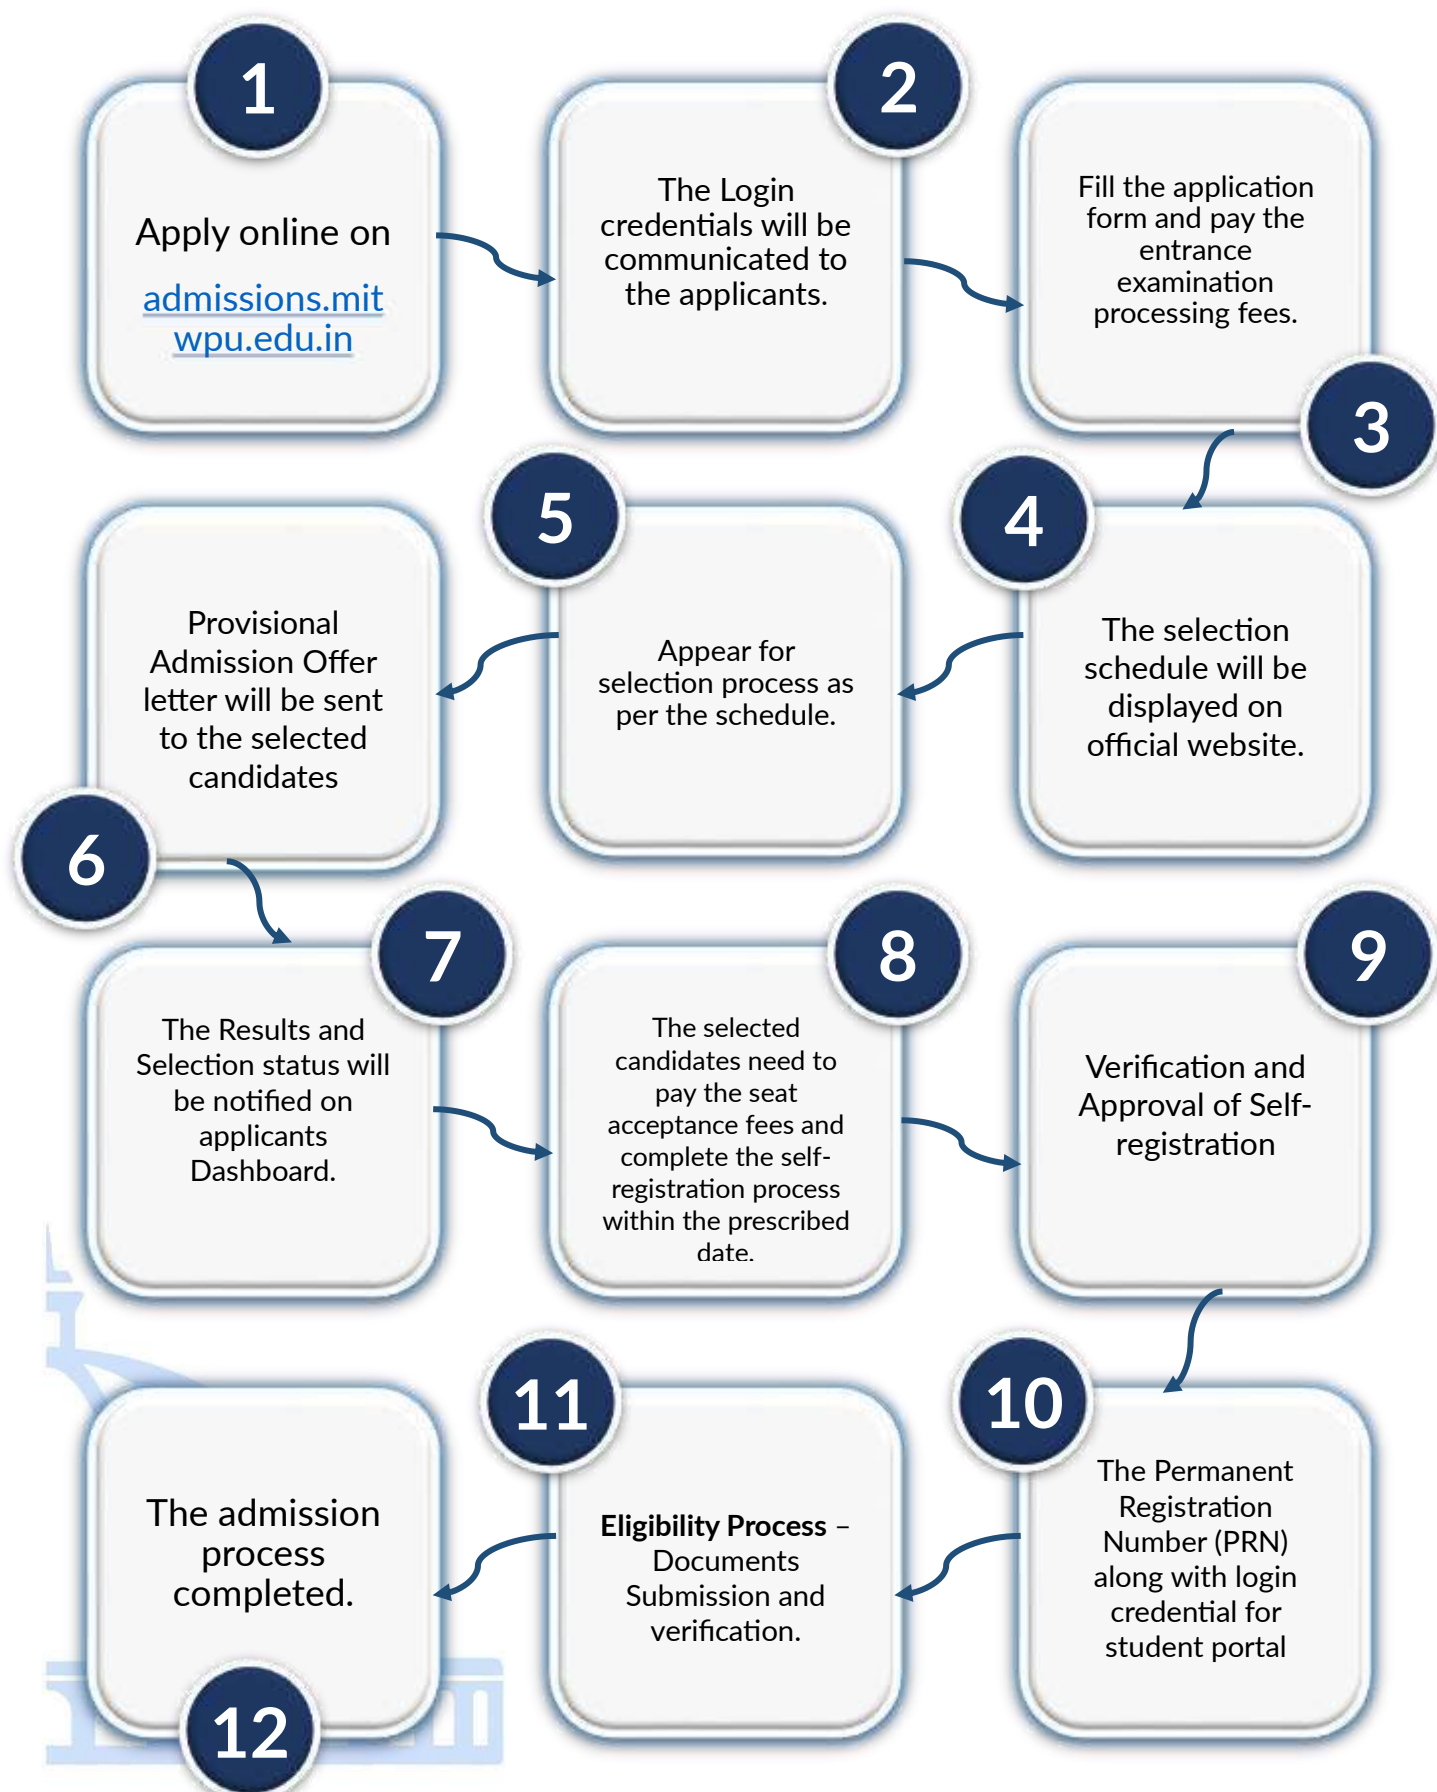 1
Apply online on
admissions.mit
wpu.edu.in
2
The Login
credentials will be
communicated to
the applicants.
3
Fill the application
form and pay the
entrance
examination
processing fees.
4
The selection
schedule will be
displayed on
official website.
5
Appear for
selection process as
per the schedule.
6
Provisional
Admission Offer
letter will be sent
to the selected
candidates
7
The Results and
Selection status will
be notified on
applicants
Dashboard.
8
The selected
candidates need to
pay the seat
acceptance fees and
complete the self-
registration process
within the prescribed
date.
9
Verification and
Approval of Self-
registration
10
The Permanent
Registration
Number (PRN)
along with login
credential for
student portal
11
Eligibility Process –
Documents
Submission and
verification.
12
The admission
process
completed.